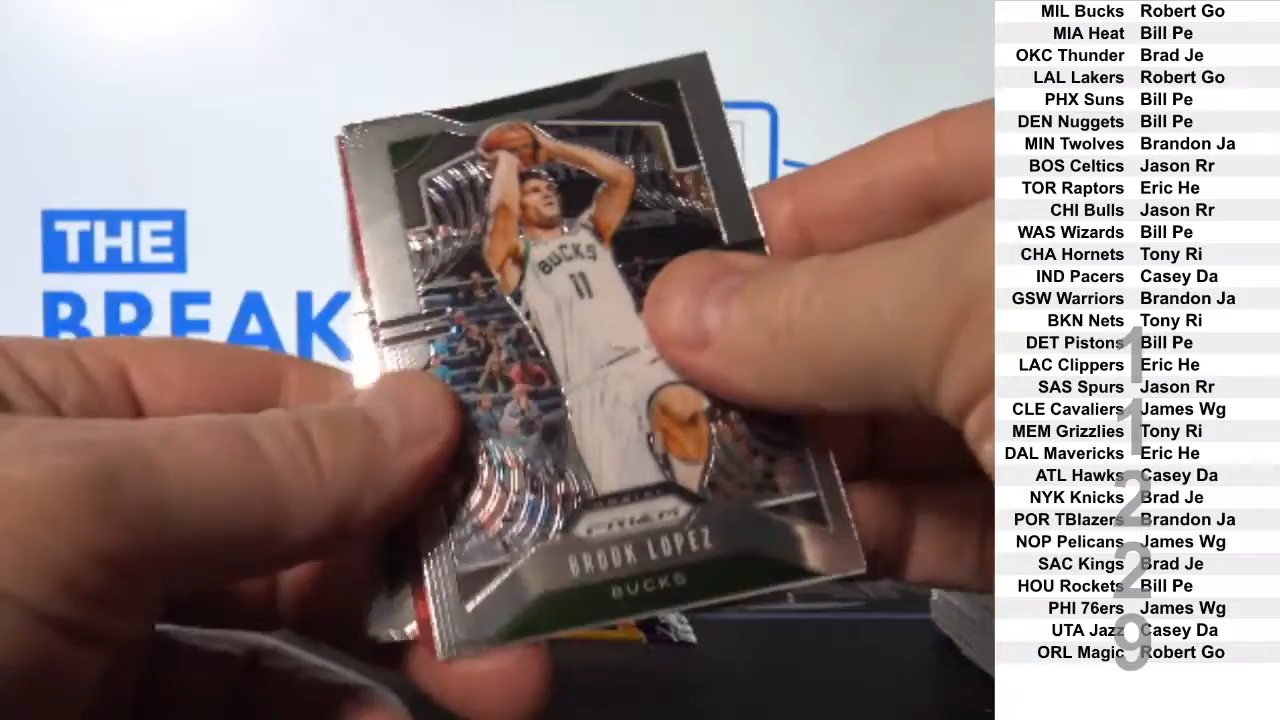 THE
BREAK
BUCKS
11
PRIZM
BROOK LOPEZ
BUCKS
MIL Bucks Robert Go
MIA Heat Bill Pe
OKC Thunder Brad Je
LAL Lakers Robert Go
PHX Suns Bill Pe
DEN Nuggets Bill Pe
MIN Twolves Brandon Ja
BOS Celtics Jason Rr
TOR Raptors Eric He
CHI Bulls Jason Rr
WAS Wizards Bill Pe
CHA Hornets Tony Ri
IND Pacers Casey Da
GSW Warriors Brandon Ja
BKN Nets Tony Ri
DET Pistons Bill Pe
LAC Clippers Eric He
SAS Spurs Jason Rr
CLE Cavaliers James Wg
MEM Grizzlies Tony Ri
DAL Mavericks Eric He
ATL Hawks Casey Da
NYK Knicks Brad Je
POR TBlazers Brandon Ja
NOP Pelicans James Wg
SAC Kings Brad Je
HOU Rockets Bill Pe
PHI 76ers James Wg
UTA Jazz Casey Da
ORL Magic Robert Go
1
1
2
2
9